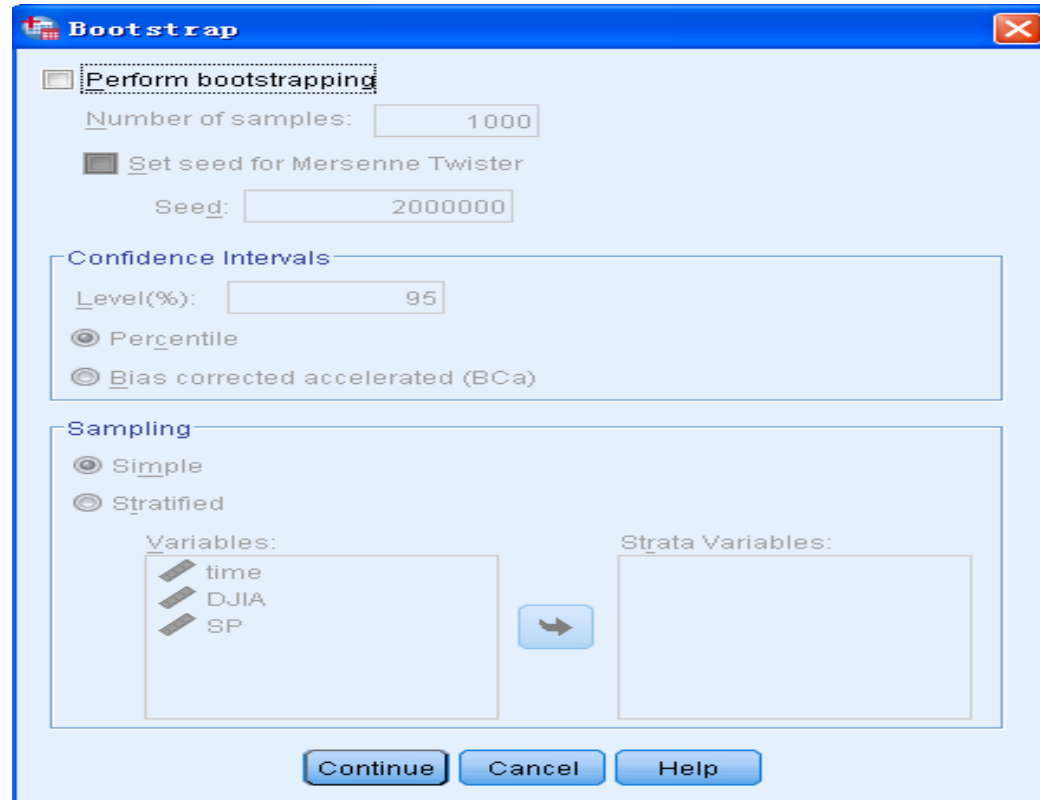 Bootstrap
Perform bootstrapping
Number of samples: 1000
Set seed for Mersenne Twister
Seed: 2000000
Confidence Intervals
Level(%): 95
Percentile
Bias corrected accelerated (BCa)
Sampling
Simple
Stratified
Variables: Strata Variables:
time
DJIA
SP
Continue Cancel Help